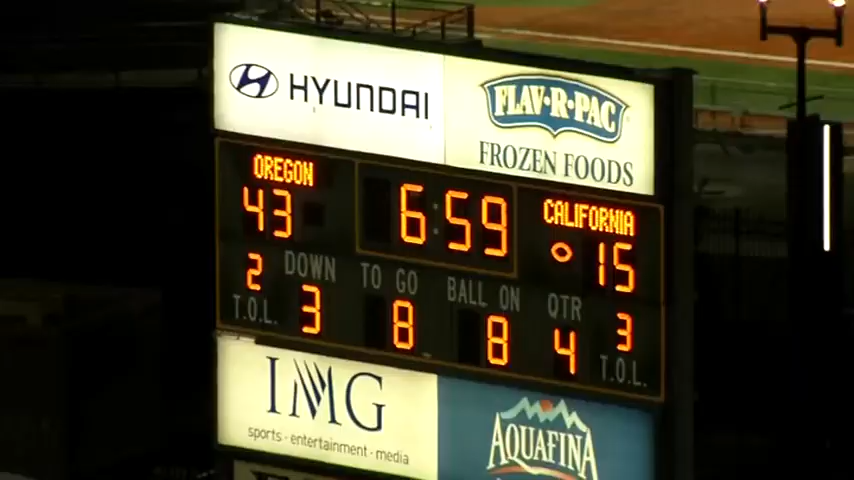 HYUNDAI
FLAV·R·PAC
FROZEN FOODS
OREGON
43
6:59
CALIFORNIA
15
2
DOWN
TO GO
BALL ON
QTR
3
T.O.L.
3
8
8
4
T.O.L.
IMG
sports · entertainment · media
AQUAFINA